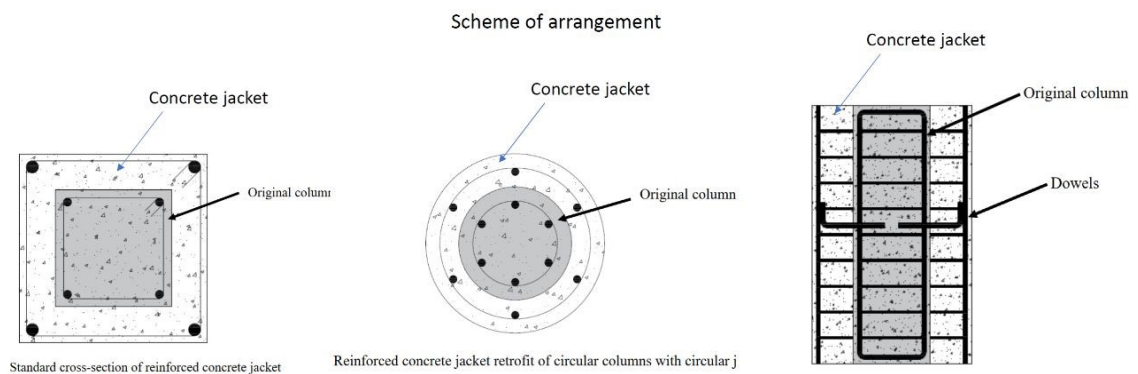 Scheme of arrangement
Concrete jacket
Original colum
Standard cross-section of reinforced concrete jacket
Concrete jacket
Original column
Reinforced concrete jacket retrofit of circular columns with circular j
Concrete jacket
Original column
Dowels